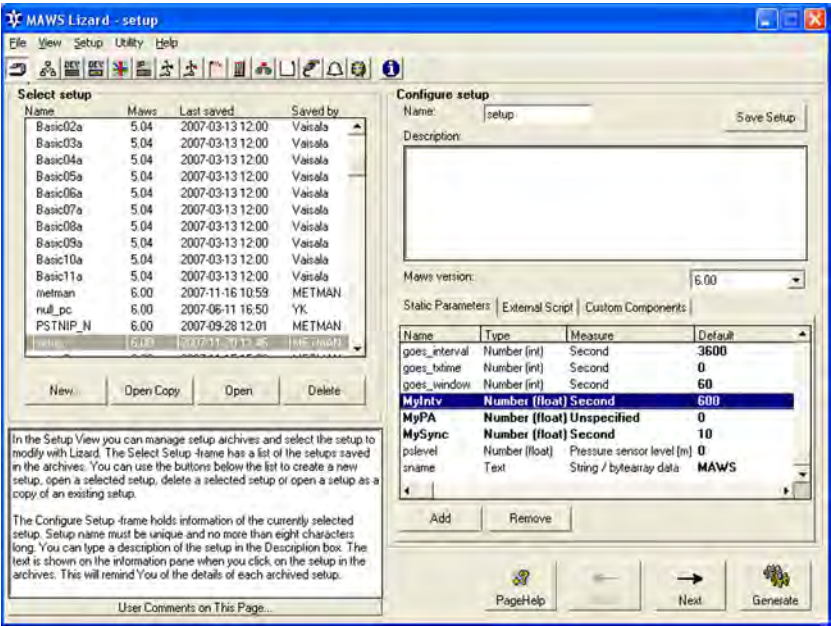 MAWS Lizard - setup
File View Setup Utility Help
Select setup
Name Maws Last saved Saved by
Basic02a 5.04 2007-03-13 12:00 Vaisala
Basic03a 5.04 2007-03-13 12:00 Vaisala
Basic04a 5.04 2007-03-13 12:00 Vaisala
Basic05a 5.04 2007-03-13 12:00 Vaisala
Basic06a 5.04 2007-03-13 12:00 Vaisala
Basic07a 5.04 2007-03-13 12:00 Vaisala
Basic08a 5.04 2007-03-13 12:00 Vaisala
Basic09a 5.04 2007-03-13 12:00 Vaisala
Basic10a 5.04 2007-03-13 12:00 Vaisala
Basic11a 5.04 2007-03-13 12:00 Vaisala
metman 6.00 2007-11-16 10:59 METMAN
null_pc 6.00 2007-06-11 16:50 YK
PSTNIP_N 6.00 2007-09-28 12:01 METMAN
New... Open Copy Open Delete
In the Setup View you can manage setup archives and select the setup to
modify with Lizard. The Select Setup -frame has a list of the setups saved
in the archives. You can use the buttons below the list to create a new
setup, open a selected setup, delete a selected setup or open a setup as a
copy of an existing setup.
The Configure Setup -frame holds information of the currently selected
setup. Setup name must be unique and no more than eight characters
long. You can type a description of the setup in the Description box. The
text is shown on the information pane when you click on the setup in the
archives. This will remind You of the details of each archived setup.
User Comments on This Page...
Configure setup
Name: setup Save Setup
Description:
Maws version: 6.00
Static Parameters External Script Custom Components
Name Type Measure Default
goes_interval Number (int) Second 3600
goes_txtime Number (int) Second 0
goes_window Number (int) Second 60
MyIntv Number (float) Second 600
MyPA Number (float) Unspecified 0
MySync Number (float) Second 10
pslevel Number (float) Pressure sensor level [m] 0
sname Text String / bytearray data MAWS
Add Remove
PageHelp Next Generate